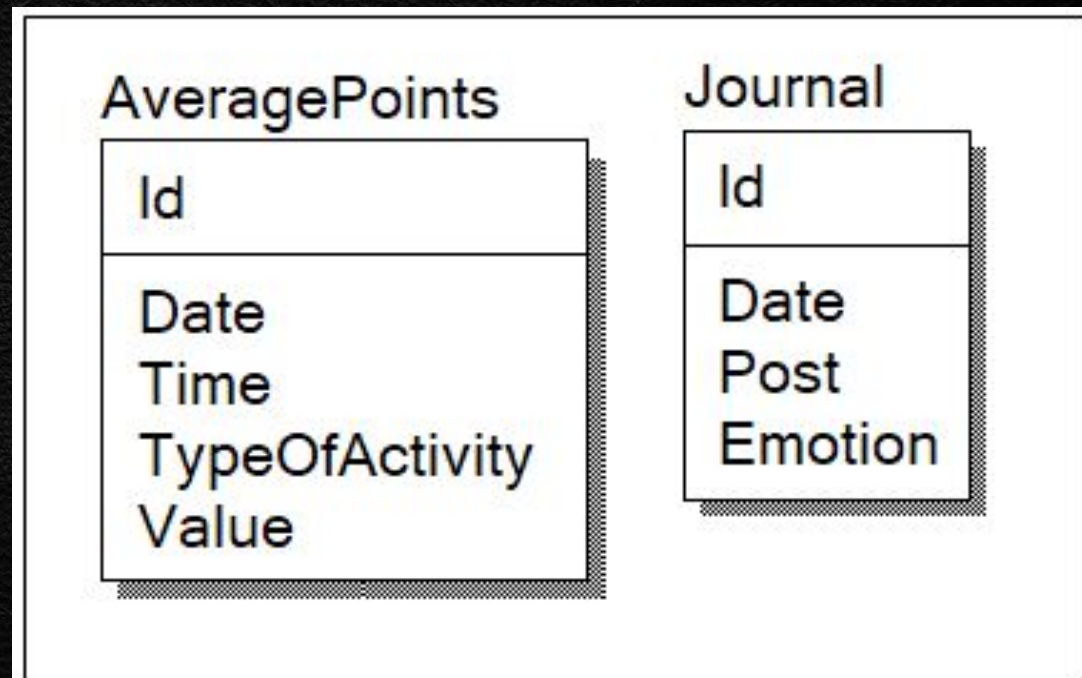 AveragePoints
Id
Date
Time
TypeOfActivity
Value
Journal
Id
Date
Post
Emotion